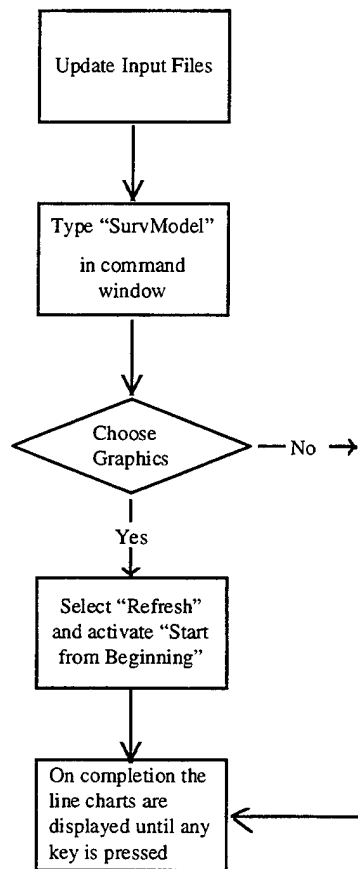 Update Input Files
Type “SurvModel”
in command
window
Choose
Graphics
No
Yes
Select “Refresh”
and activate “Start
from Beginning”
On completion the
line charts are
displayed until any
key is pressed